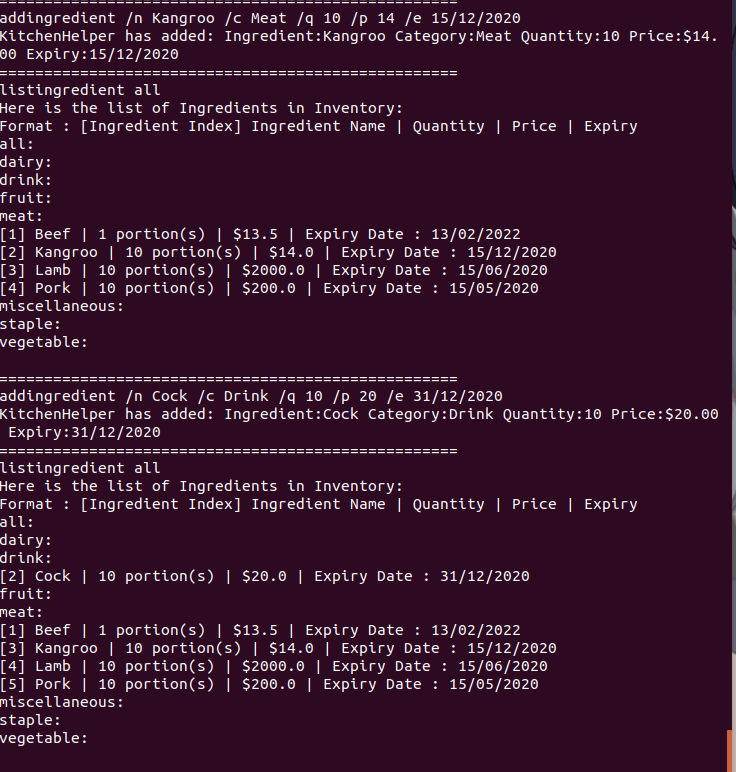 ===================================================
addingredient /n Kangroo /c Meat /q 10 /p 14 /e 15/12/2020
KitchenHelper has added: Ingredient:Kangroo Category:Meat Quantity:10 Price:$14.
00 Expiry:15/12/2020
===================================================
listingredient all
Here is the list of Ingredients in Inventory:
Format : [Ingredient Index] Ingredient Name | Quantity | Price | Expiry
all:
dairy:
drink:
fruit:
meat:
[1] Beef | 1 portion(s) | $13.5 | Expiry Date : 13/02/2022
[2] Kangroo | 10 portion(s) | $14.0 | Expiry Date : 15/12/2020
[3] Lamb | 10 portion(s) | $2000.0 | Expiry Date : 15/06/2020
[4] Pork | 10 portion(s) | $200.0 | Expiry Date : 15/05/2020
miscellaneous:
staple:
vegetable:
===================================================
addingredient /n Cock /c Drink /q 10 /p 20 /e 31/12/2020
KitchenHelper has added: Ingredient:Cock Category:Drink Quantity:10 Price:$20.00
 Expiry:31/12/2020
===================================================
listingredient all
Here is the list of Ingredients in Inventory:
Format : [Ingredient Index] Ingredient Name | Quantity | Price | Expiry
all:
dairy:
drink:
[2] Cock | 10 portion(s) | $20.0 | Expiry Date : 31/12/2020
fruit:
meat:
[1] Beef | 1 portion(s) | $13.5 | Expiry Date : 13/02/2022
[3] Kangroo | 10 portion(s) | $14.0 | Expiry Date : 15/12/2020
[4] Lamb | 10 portion(s) | $2000.0 | Expiry Date : 15/06/2020
[5] Pork | 10 portion(s) | $200.0 | Expiry Date : 15/05/2020
miscellaneous:
staple:
vegetable: